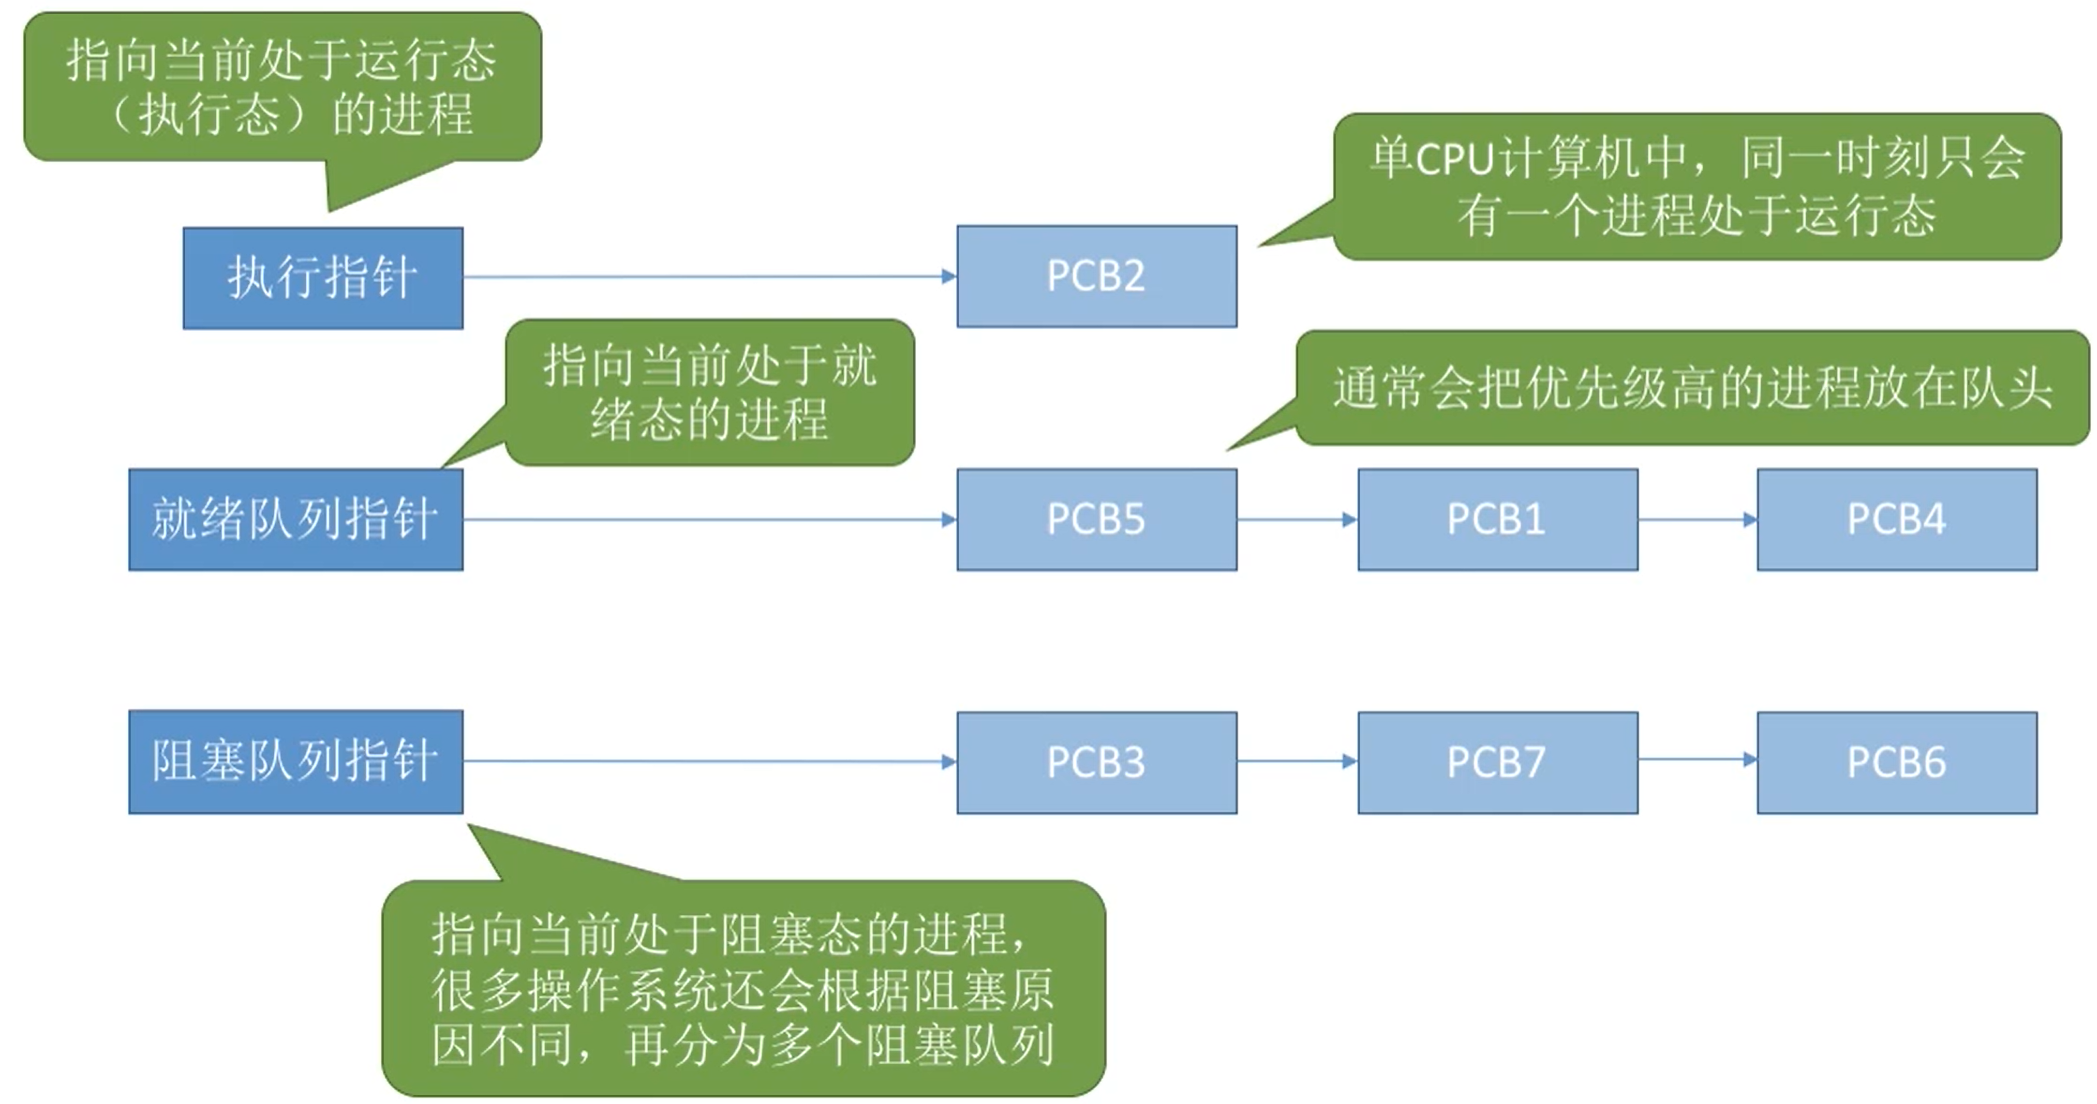 指向当前处于运行态
（执行态）的进程
单CPU计算机中，同一时刻只会
有一个进程处于运行态
执行指针
PCB2
指向当前处于就
绪态的进程
通常会把优先级高的进程放在队头
就绪队列指针
PCB5
PCB1
PCB4
阻塞队列指针
PCB3
PCB7
PCB6
指向当前处于阻塞态的进程，
很多操作系统还会根据阻塞原
因不同，再分为多个阻塞队列